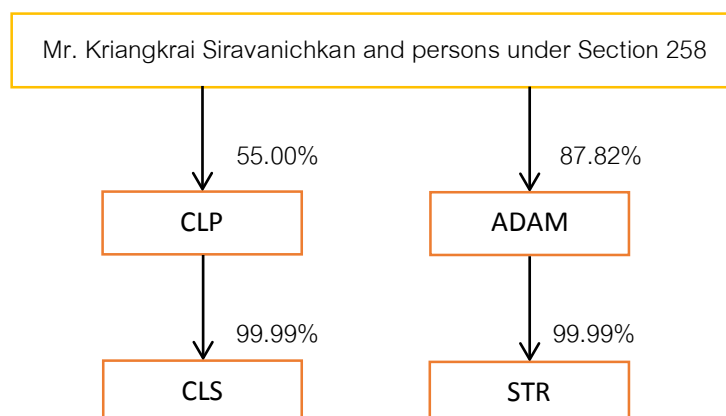 Mr. Kriangkrai Siravanichkan and persons under Section 258
55.00%
87.82%
CLP
ADAM
99.99%
99.99%
CLS
STR